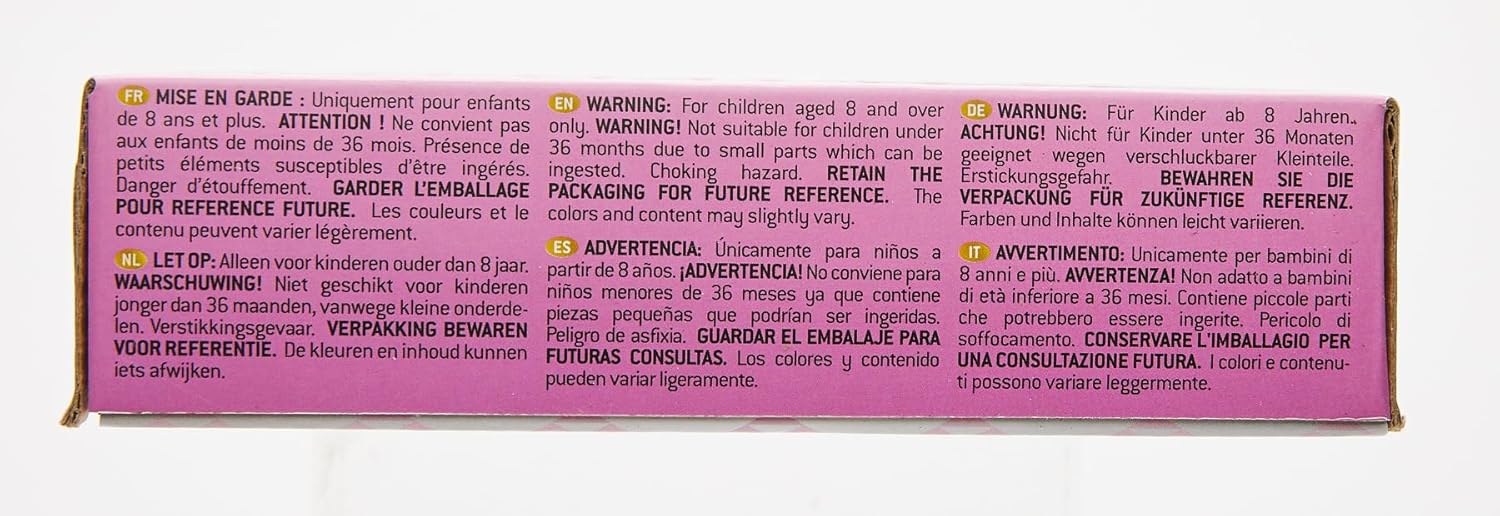 FR MISE EN GARDE : Uniquement pour enfants
de 8 ans et plus. ATTENTION ! Ne convient pas
aux enfants de moins de 36 mois. Présence de
petits éléments susceptibles d'être ingérés.
Danger d'étouffement. GARDER L'EMBALLAGE
POUR REFERENCE FUTURE. Les couleurs et le
contenu peuvent varier légèrement.
NL LET OP: Alleen voor kinderen ouder dan 8 jaar.
WAARSCHUWING! Niet geschikt voor kinderen
jonger dan 36 maanden, vanwege kleine onderde-
len. Verstikkingsgevaar. VERPAKKING BEWAREN
VOOR REFERENTIE. De kleuren en inhoud kunnen
iets afwijken.
EN WARNING: For children aged 8 and over
only. WARNING! Not suitable for children under
36 months due to small parts which can be
ingested. Choking hazard. RETAIN THE
PACKAGING FOR FUTURE REFERENCE. The
colors and content may slightly vary.
ES ADVERTENCIA: Únicamente para niños a
partir de 8 años. ¡ADVERTENCIA! No conviene para
niños menores de 36 meses ya que contiene
piezas pequeñas que podrían ser ingeridas.
Peligro de asfixia. GUARDAR EL EMBALAJE PARA
FUTURAS CONSULTAS. Los colores y contenido
pueden variar ligeramente.
DE WARNUNG: Für Kinder ab 8 Jahren.
ACHTUNG! Nicht für Kinder unter 36 Monaten
geeignet wegen verschluckbarer Kleinteile.
Erstickungsgefahr. BEWAHREN SIE DIE
VERPACKUNG FÜR ZUKÜNFTIGE REFERENZ.
Farben und Inhalte können leicht variieren.
IT AVVERTIMENTO: Unicamente per bambini di
8 anni e più. AVVERTENZA! Non adatto a bambini
di età inferiore a 36 mesi. Contiene piccole parti
che potrebbero essere ingerite. Pericolo di
soffocamento. CONSERVARE L'IMBALLAGIO PER
UNA CONSULTAZIONE FUTURA. I colori e contenu-
ti possono variare leggermente.